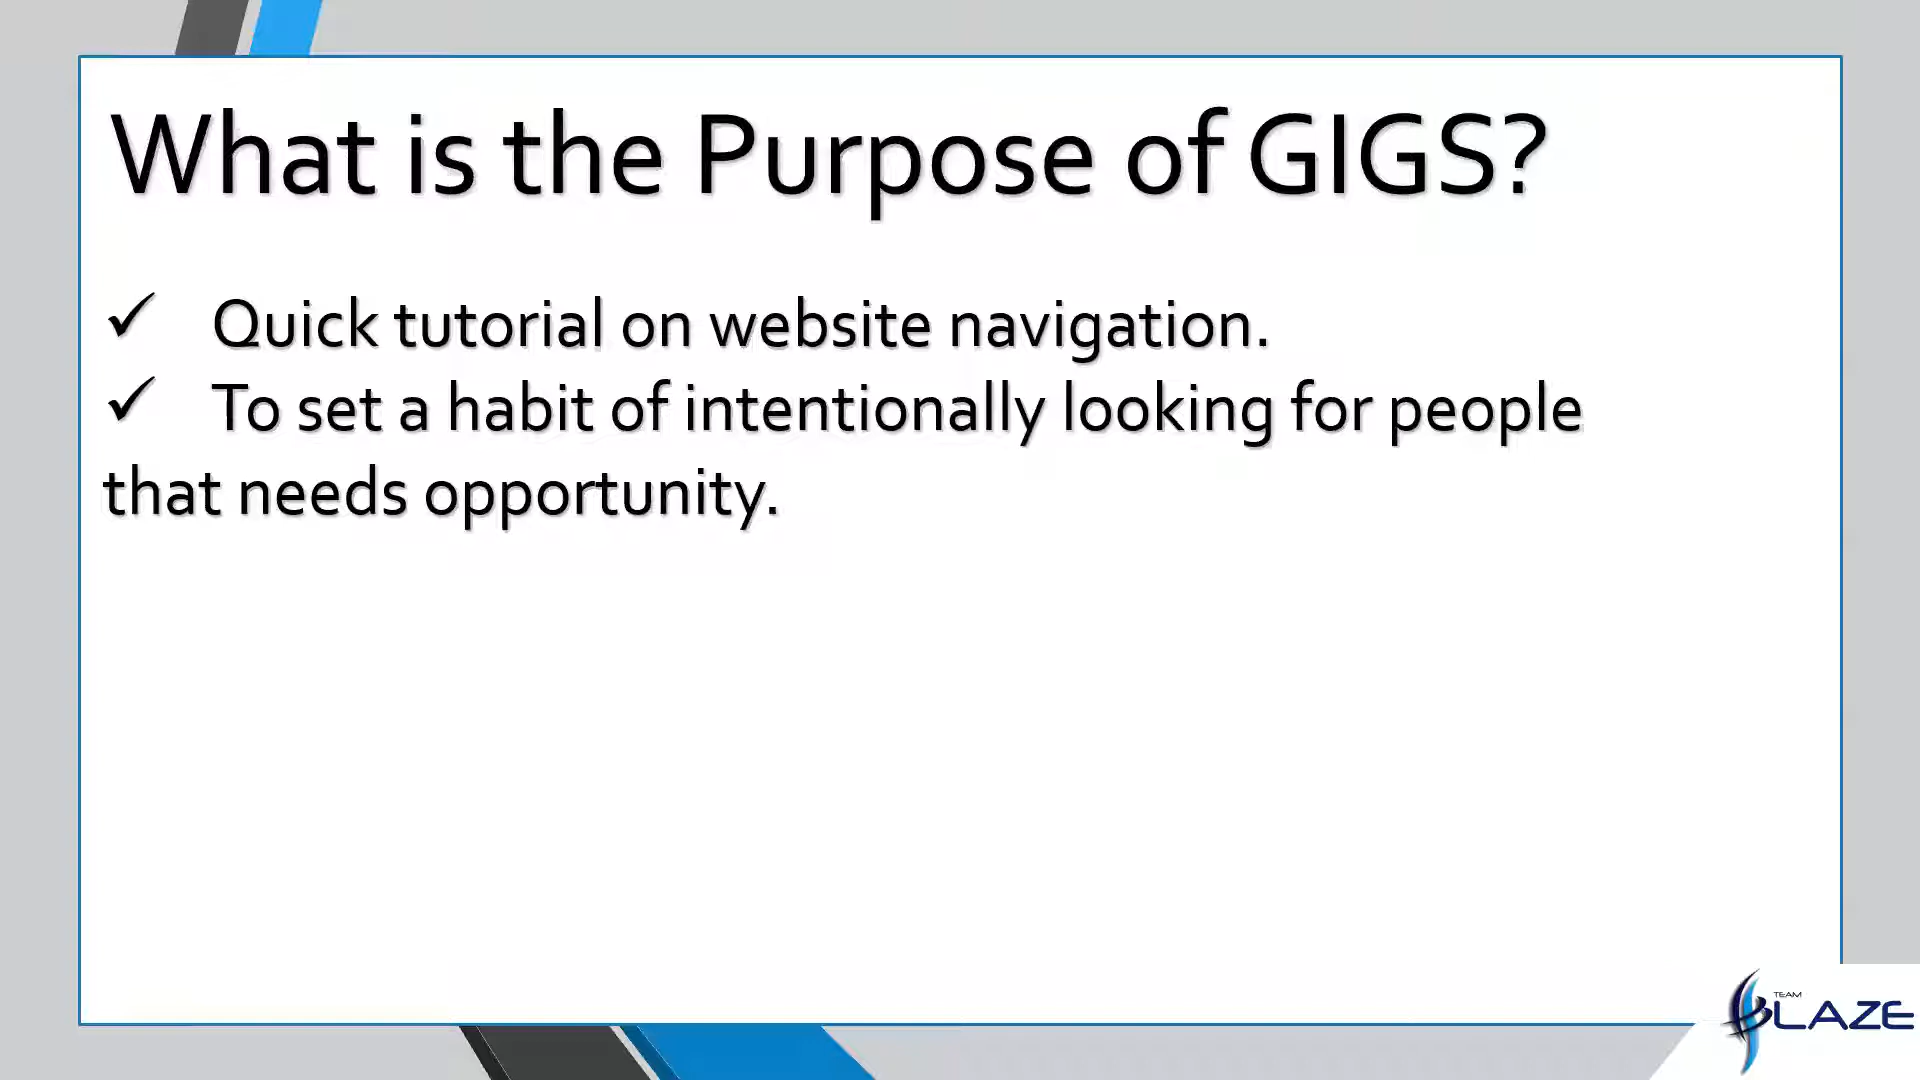 What is the Purpose of GIGS?
✓ Quick tutorial on website navigation.
✓ To set a habit of intentionally looking for people
that needs opportunity.
TEAM
BLAZE